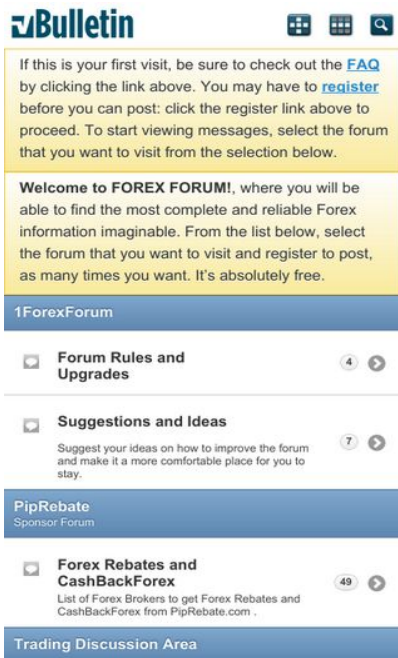 vBulletin
If this is your first visit, be sure to check out the FAQ
by clicking the link above. You may have to register
before you can post: click the register link above to
proceed. To start viewing messages, select the forum
that you want to visit from the selection below.
Welcome to FOREX FORUM!, where you will be
able to find the most complete and reliable Forex
information imaginable. From the list below, select
the forum that you want to visit and register to post,
as many times you want. It's absolutely free.
1ForexForum
Forum Rules and
Upgrades
4
Suggestions and Ideas
Suggest your ideas on how to improve the forum
and make it a more comfortable place for you to
stay.
7
PipRebate
Sponsor Forum
Forex Rebates and
CashBackForex
List of Forex Brokers to get Forex Rebates and
CashBackForex from PipRebate.com .
49
Trading Discussion Area